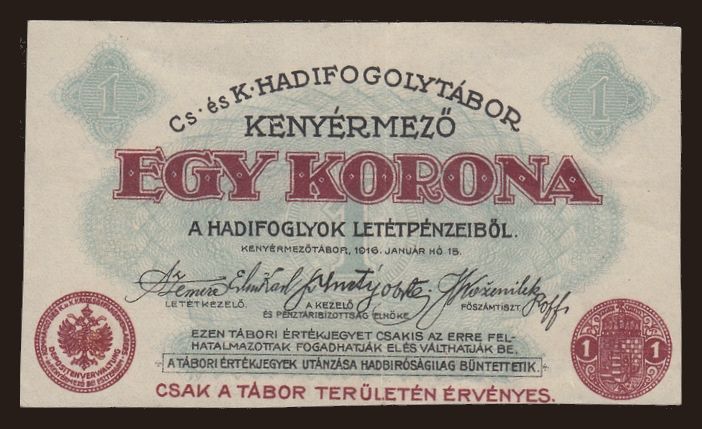 1
1
Cs. és K. HADIFOGOLYTÁBOR
KENYÉRMEZŐ
EGY KORONA
A HADIFOGLYOK LETÉTPÉNZEIBŐL.
KENYÉRMEZŐTÁBOR, 1916. JANUÁR HÓ 15.
LETÉTKEZELŐ.
A KEZELŐ
ÉS PÉNZTÁRIBIZOTTSÁG ELNÖKE.
FŐSZÁMTISZT.
EZEN TÁBORI ÉRTÉKJEGYET CSAKIS AZ ERRE FEL-
HATALMAZOTTAK FOGADHATJÁK EL ÉS VÁLTHATJÁK BE.
A TÁBORI ÉRTÉKJEGYEK UTÁNZÁSA HADBIRÓSÁGILAG BÜNTETTETIK.
CSAK A TÁBOR TERÜLETÉN ÉRVÉNYES.
DEPOSITENVERWALTUNG
1 1